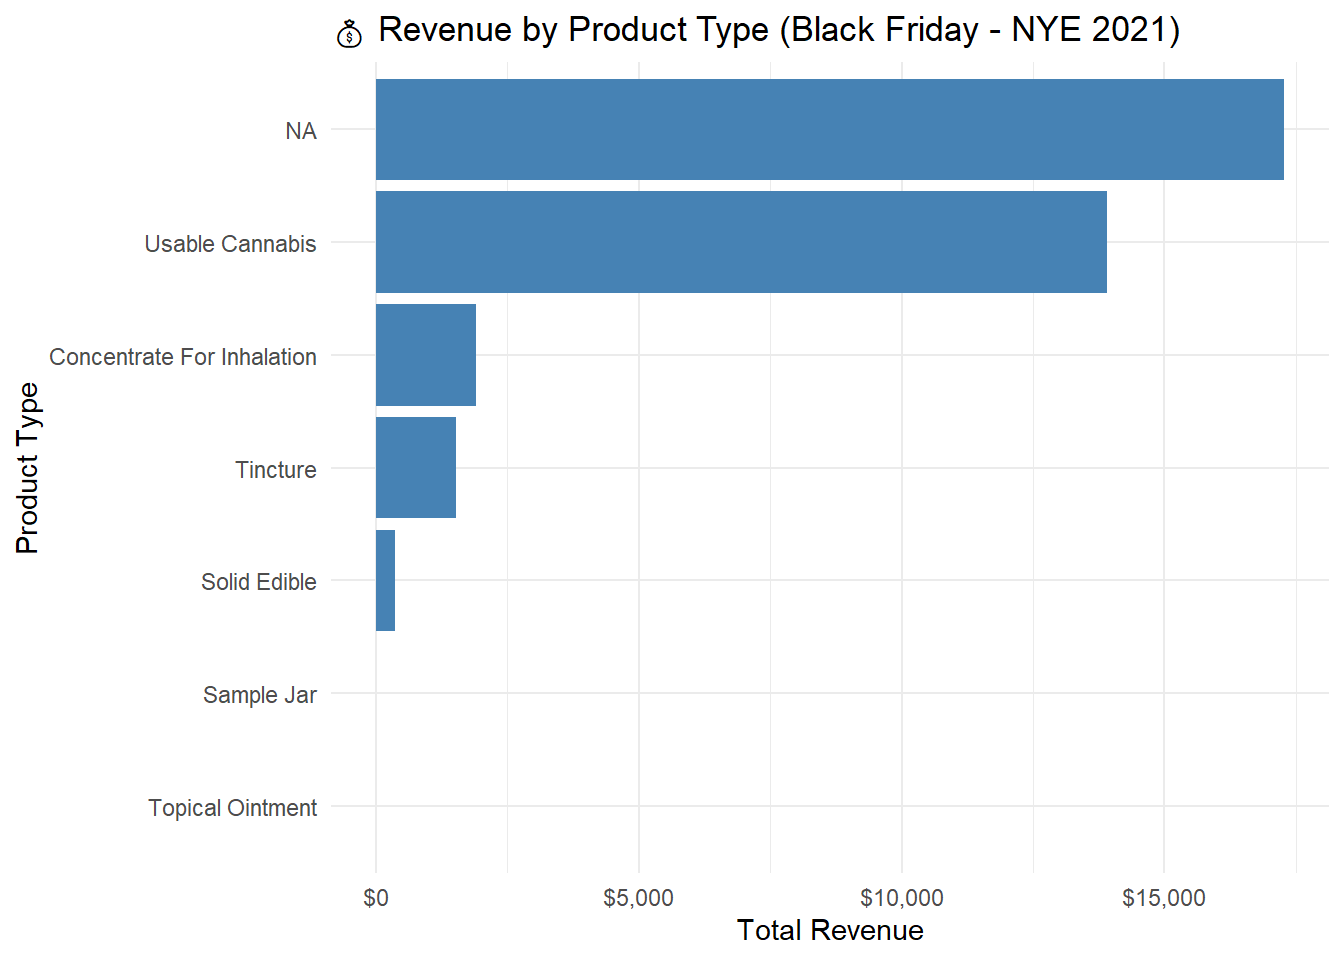 💰 Revenue by Product Type (Black Friday - NYE 2021)
NA
Usable Cannabis
Concentrate For Inhalation
Tincture
Solid Edible
Sample Jar
Topical Ointment
Product Type
$0 $5,000 $10,000 $15,000
Total Revenue